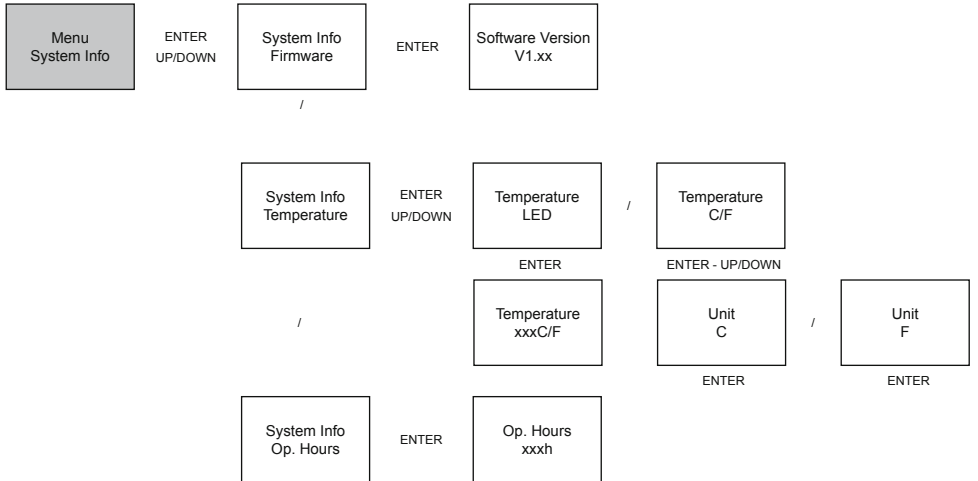 Menu
System Info
ENTER
UP/DOWN
System Info
Firmware
ENTER
Software Version
V1.xx
/
System Info
Temperature
ENTER
UP/DOWN
Temperature
LED
/
Temperature
C/F
ENTER
ENTER - UP/DOWN
/
Temperature
xxxC/F
Unit
C
/
Unit
F
ENTER
ENTER
System Info
Op. Hours
ENTER
Op. Hours
xxxh